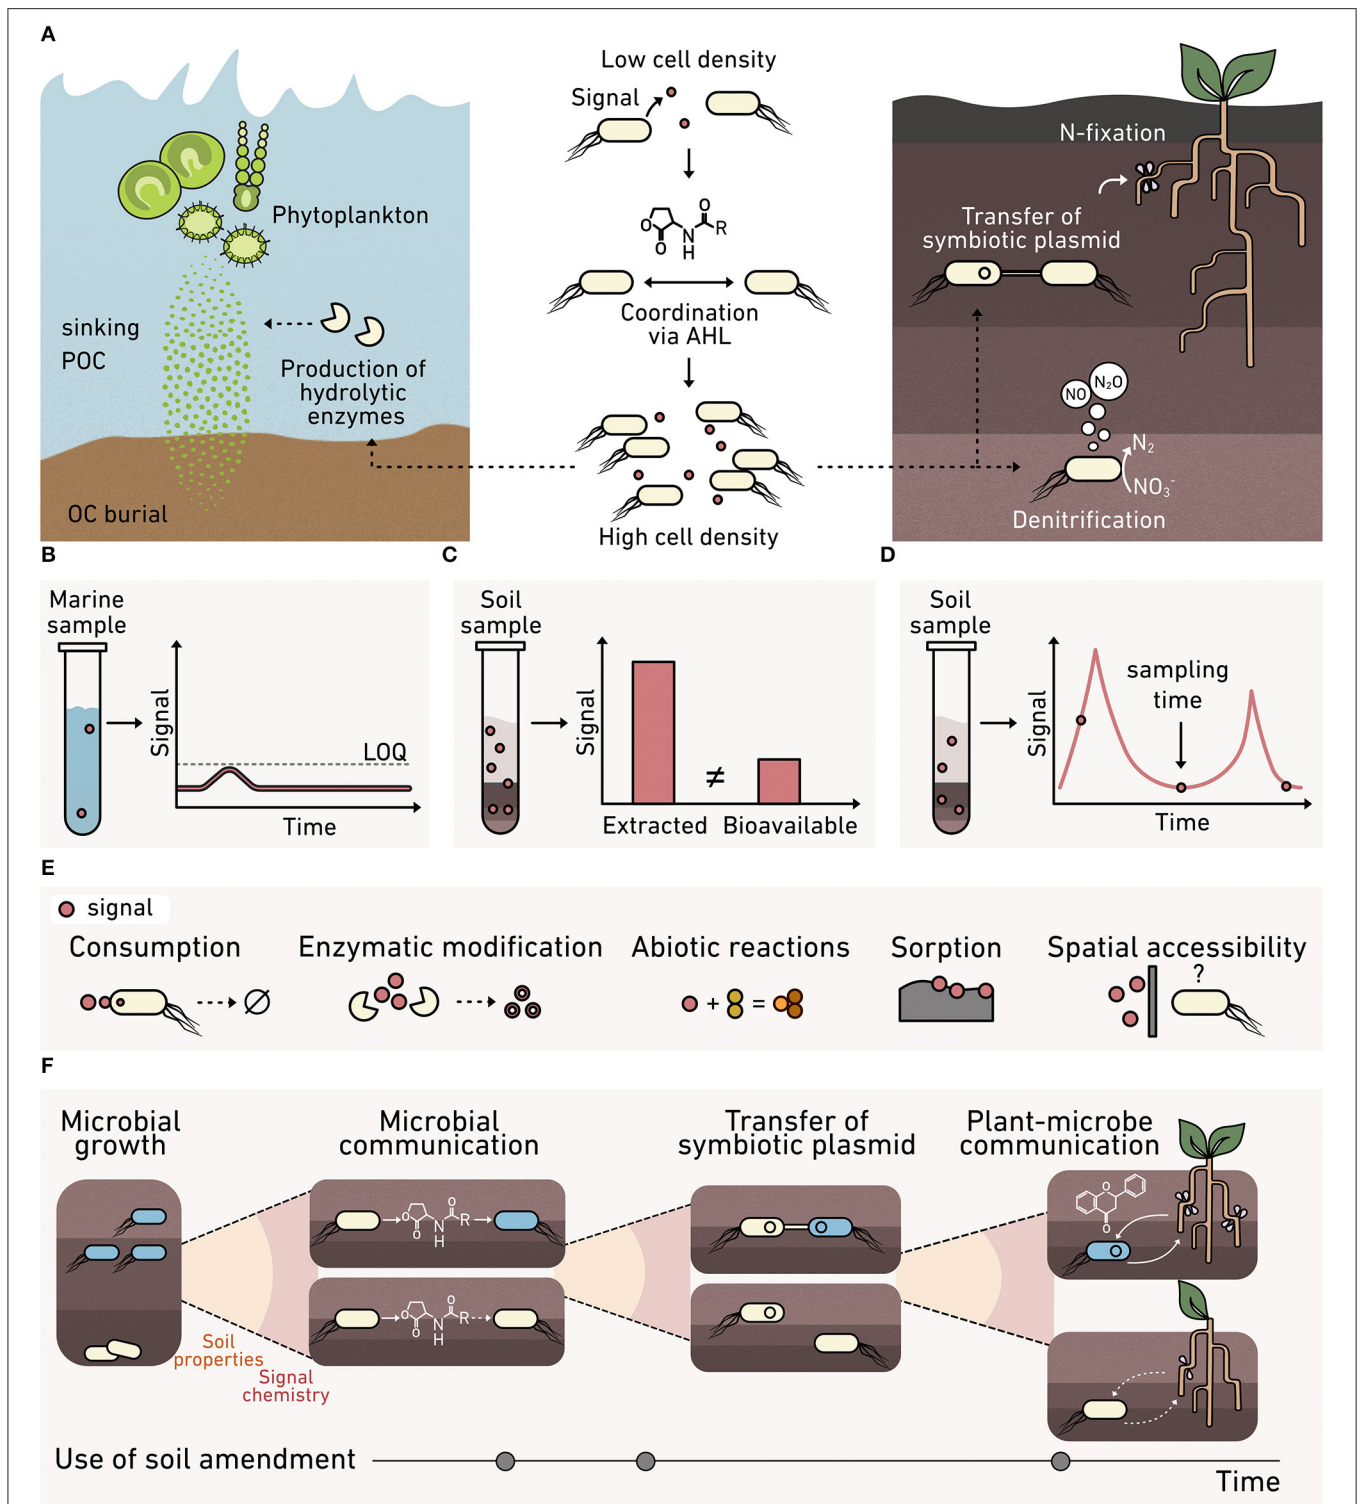 A
Low cell density
Signal
O
O
N
H
O
R
Coordination
via AHL
High cell density
Phytoplankton
sinking
POC
Production of
hydrolytic
enzymes
OC burial
N-fixation
Transfer of
symbiotic plasmid
NO
N₂O
N₂
NO₃⁻
Denitrification
B
Marine
sample
Signal
LOQ
Time
C
Soil
sample
Signal
≠
Extracted
Bioavailable
D
Soil
sample
Signal
sampling
time
Time
E
signal
Consumption
Enzymatic modification
Abiotic reactions
+ =
Sorption
Spatial accessibility
?
F
Microbial
growth
Soil
properties
Signal
chemistry
Microbial
communication
O
O
N
H
O
R
O
O
N
H
O
R
Transfer of
symbiotic plasmid
Plant-microbe
communication
O
O
Use of soil amendment
Time